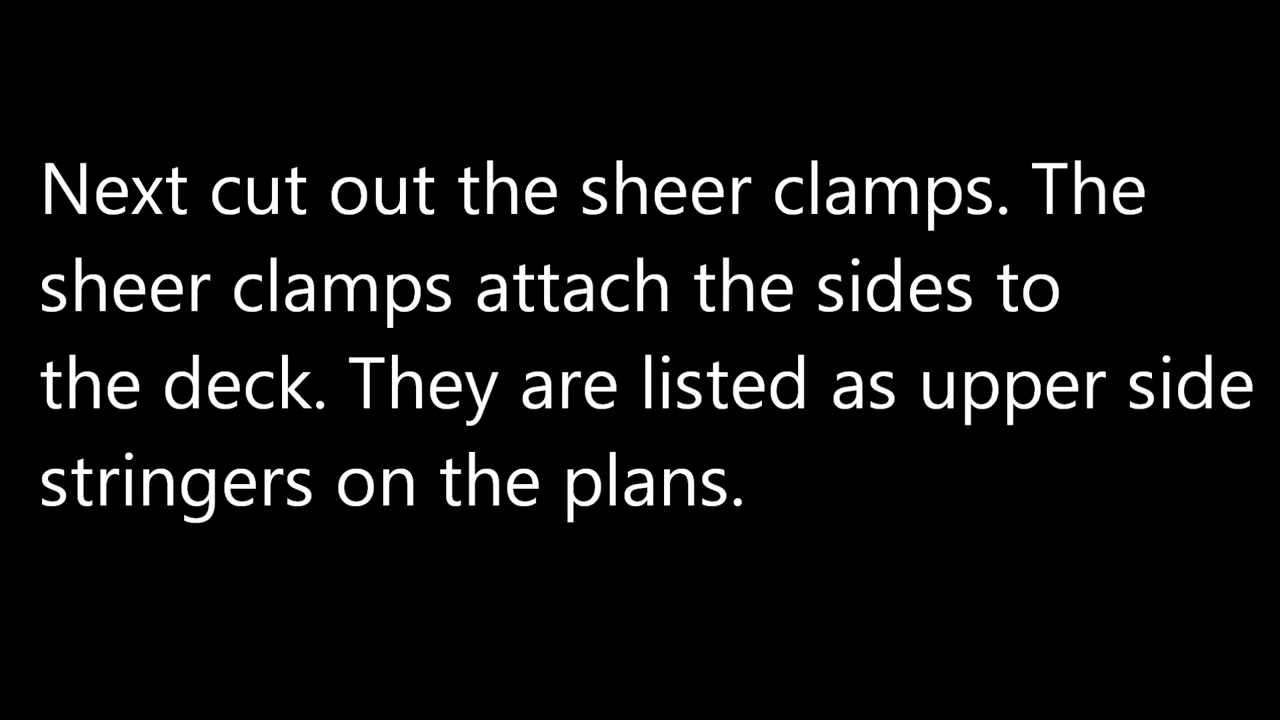 Next cut out the sheer clamps. The
sheer clamps attach the sides to
the deck. They are listed as upper side
stringers on the plans.